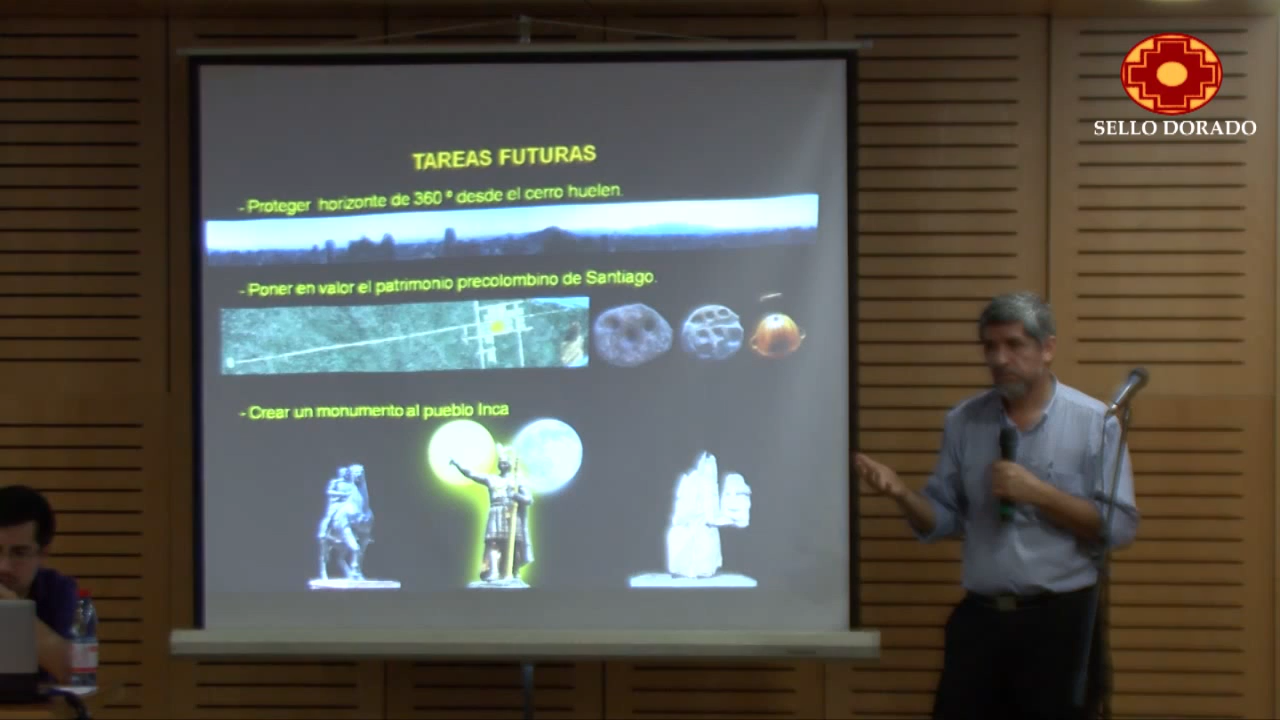 SELLO DORADO
TAREAS FUTURAS
- Proteger horizonte de 360 º desde el cerro huelen.
- Poner en valor el patrimonio precolombino de Santiago.
- Crear un monumento al pueblo Inca